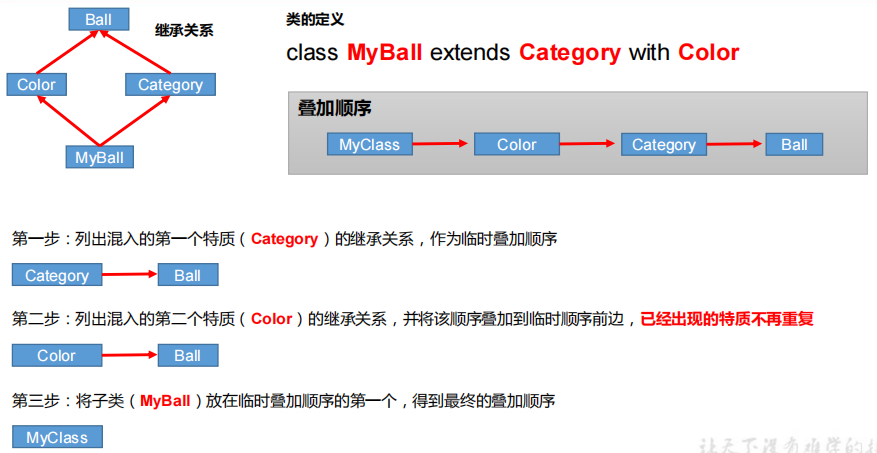 Ball
继承关系
Color
Category
MyBall
类的定义
class MyBall extends Category with Color
叠加顺序
MyClass
Color
Category
Ball
第一步：列出混入的第一个特质（Category）的继承关系，作为临时叠加顺序
Category
Ball
第二步：列出混入的第二个特质（Color）的继承关系，并将该顺序叠加到临时顺序前边，已经出现的特质不再重复
Color
Ball
第三步：将子类（MyBall）放在临时叠加顺序的第一个，得到最终的叠加顺序
MyClass
让天下没有难学的技